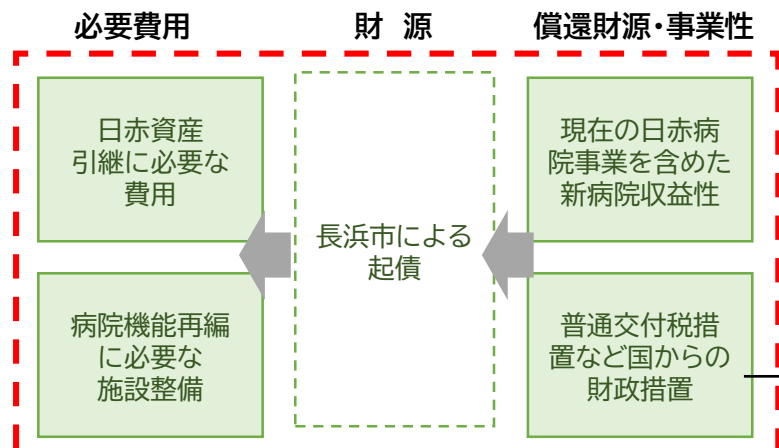 必要費用
財 源
償還財源・事業性
日赤資産
引継に必要な
費用
病院機能再編
に必要な
施設整備
長浜市による
起債
現在の日赤病
院事業を含めた
新病院収益性
普通交付税措
置など国からの
財政措置